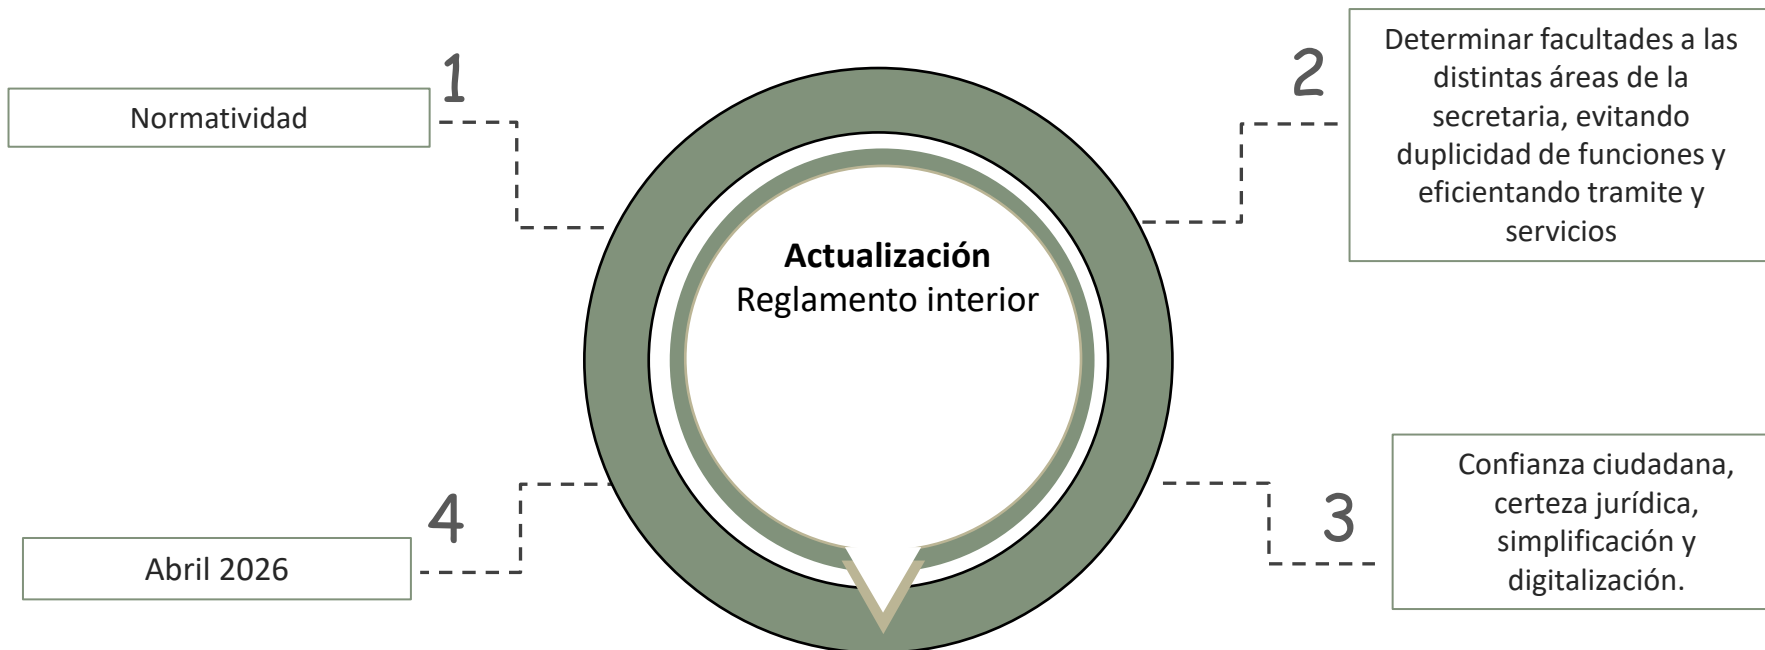 1
Normatividad
2
Determinar facultades a las
distintas áreas de la
secretaria, evitando
duplicidad de funciones y
eficientando tramite y
servicios
Actualización
Reglamento interior
3
Confianza ciudadana,
certeza jurídica,
simplificación y
digitalización.
4
Abril 2026